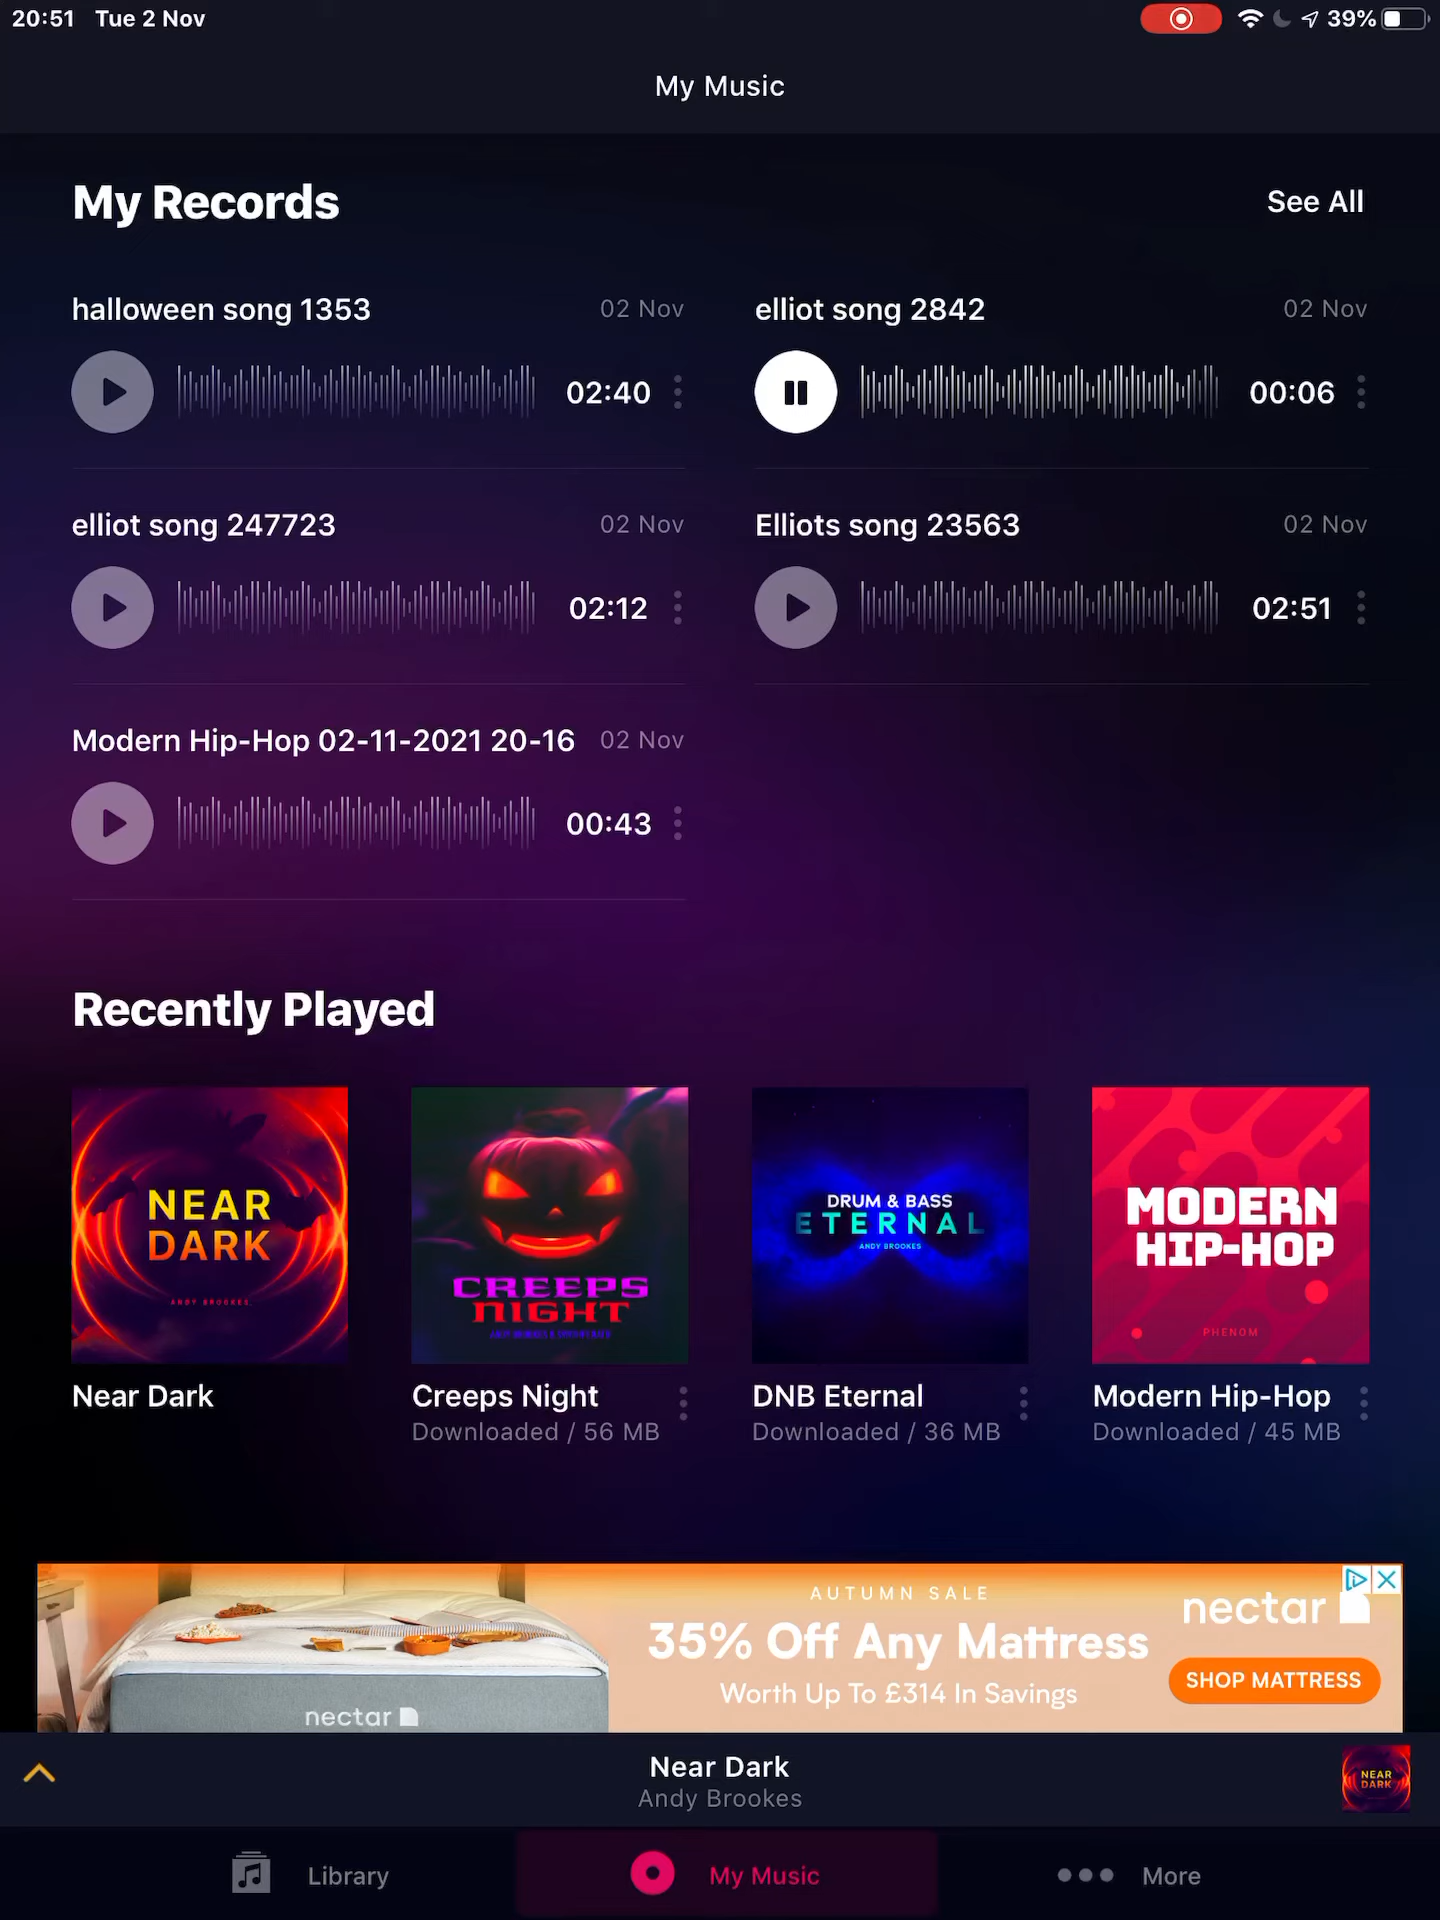 20:51 Tue 2 Nov
39%
My Music
My Records
See All
halloween song 1353
02 Nov
02:40
elliot song 2842
02 Nov
00:06
elliot song 247723
02 Nov
02:12
Elliots song 23563
02 Nov
02:51
Modern Hip-Hop 02-11-2021 20-16
02 Nov
00:43
Recently Played
NEAR
DARK
ANDY BROOKES
CREEPS
NIGHT
DRUM & BASS
ETERNAL
ANDY BROOKES
MODERN
HIP-HOP
PHENOM
Near Dark
Creeps Night
Downloaded / 56 MB
DNB Eternal
Downloaded / 36 MB
Modern Hip-Hop
Downloaded / 45 MB
nectar
AUTUMN SALE
35% Off Any Mattress
Worth Up To £314 In Savings
nectar
SHOP MATTRESS
Near Dark
Andy Brookes
NEAR
DARK
Library
My Music
More